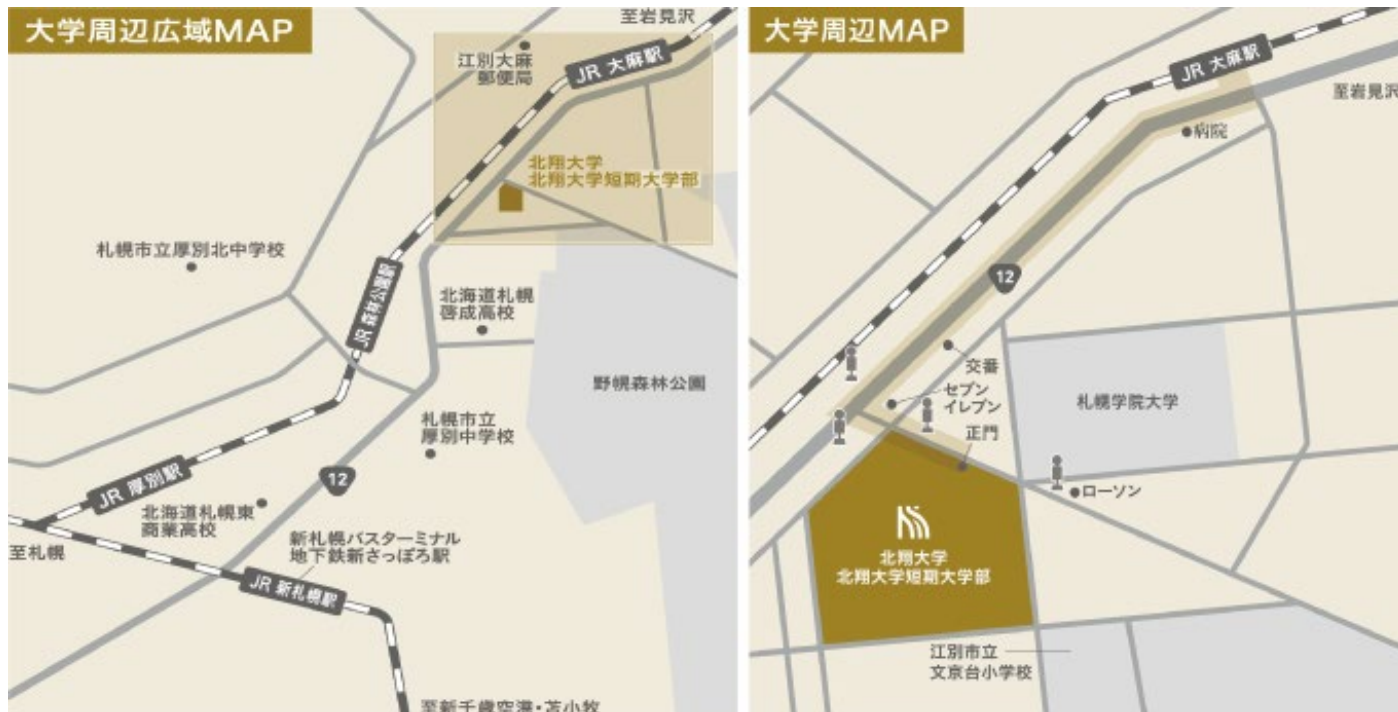 大学周辺広域MAP
至岩見沢
江別大麻
郵便局
JR 大麻駅
北翔大学
北翔大学短期大学部
札幌市立厚別北中学校
JR 森林公園駅
北海道札幌
啓成高校
野幌森林公園
札幌市立
厚別中学校
12
JR 厚別駅
北海道札幌東
商業高校
新札幌バスターミナル
地下鉄新さっぽろ駅
至札幌
JR 新札幌駅
至新千歳空港・苫小牧
大学周辺MAP
JR 大麻駅
至岩見沢
病院
12
交番
セブン
イレブン
正門
札幌学院大学
ローソン
北翔大学
北翔大学短期大学部
江別市立
文京台小学校